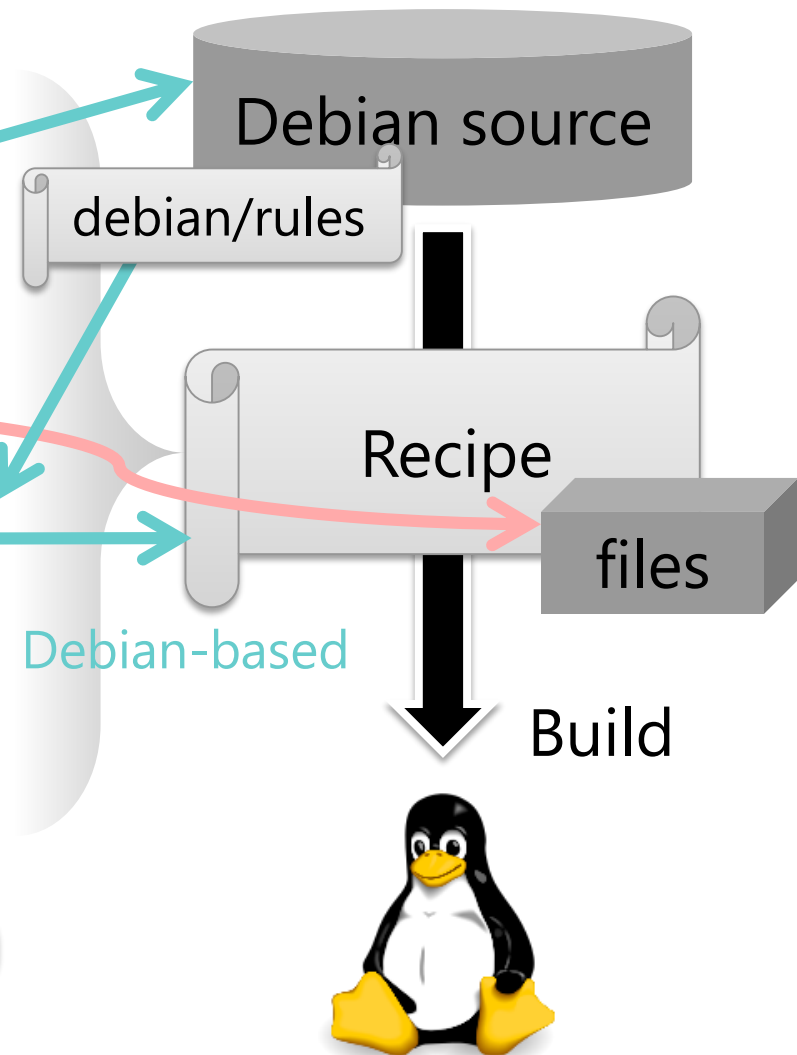 Debian source
debian/rules
Recipe
files
Debian-based
Build